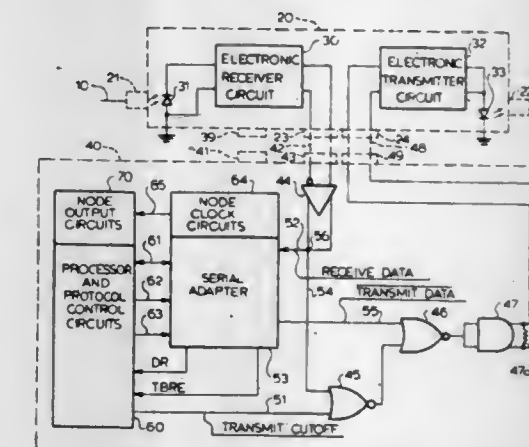 20
30
32
ELECTRONIC
RECEIVER
CIRCUIT
ELECTRONIC
TRANSMITTER
CIRCUIT
33
21
10
31
39
23
42
24
48
40
41
43
49
70
64
44
NODE
OUTPUT
CIRCUITS
65
NODE
CLOCK
CIRCUITS
52
56
61
RECEIVE DATA
PROCESSOR
AND
PROTOCOL
CONTROL
CIRCUITS
62
SERIAL
ADAPTER
54
TRANSMIT DATA
63
55
46
47
DR
45
TBRE
53
51
TRANSMIT CUTOFF
60